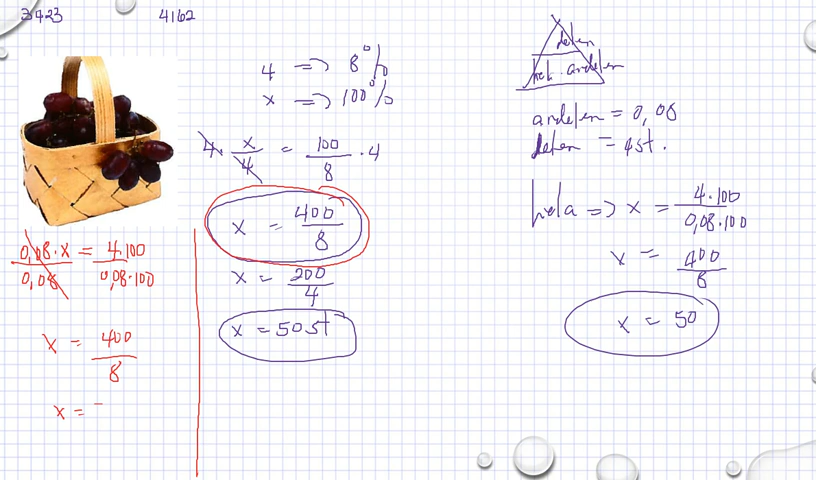 3423 4162
4 => 8%
x => 100%
4 · x/4 = 100/8 · 4
x = 400/8
x = 200/4
x = 50 st
0,08·x/0,08 = 4·100/0,08·100
x = 400/8
x =
delen
hel·andelen
andelen = 0,08
delen = 4st.
hela => x = 4·100/0,08·100
x = 400/8
x = 50